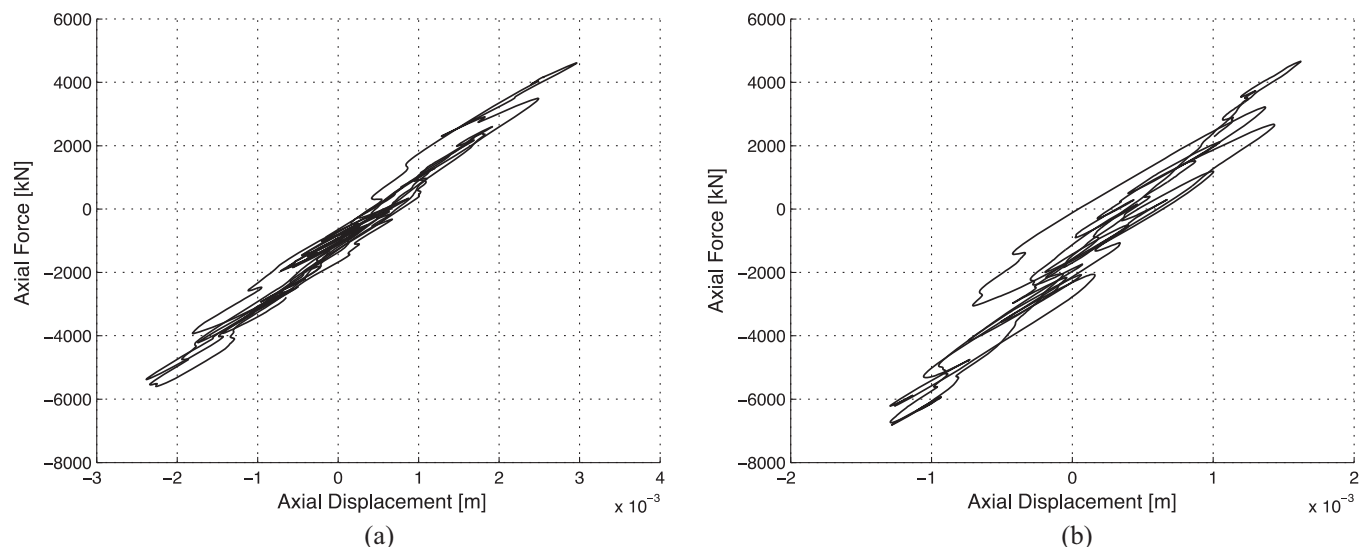 6000
4000
2000
0
−2000
−4000
−6000
−8000
Axial Force [kN]
−3 −2 −1 0 1 2 3 4
Axial Displacement [m]
x 10⁻³
(a)
6000
4000
2000
0
−2000
−4000
−6000
−8000
Axial Force [kN]
−2 −1 0 1 2
Axial Displacement [m]
x 10⁻³
(b)